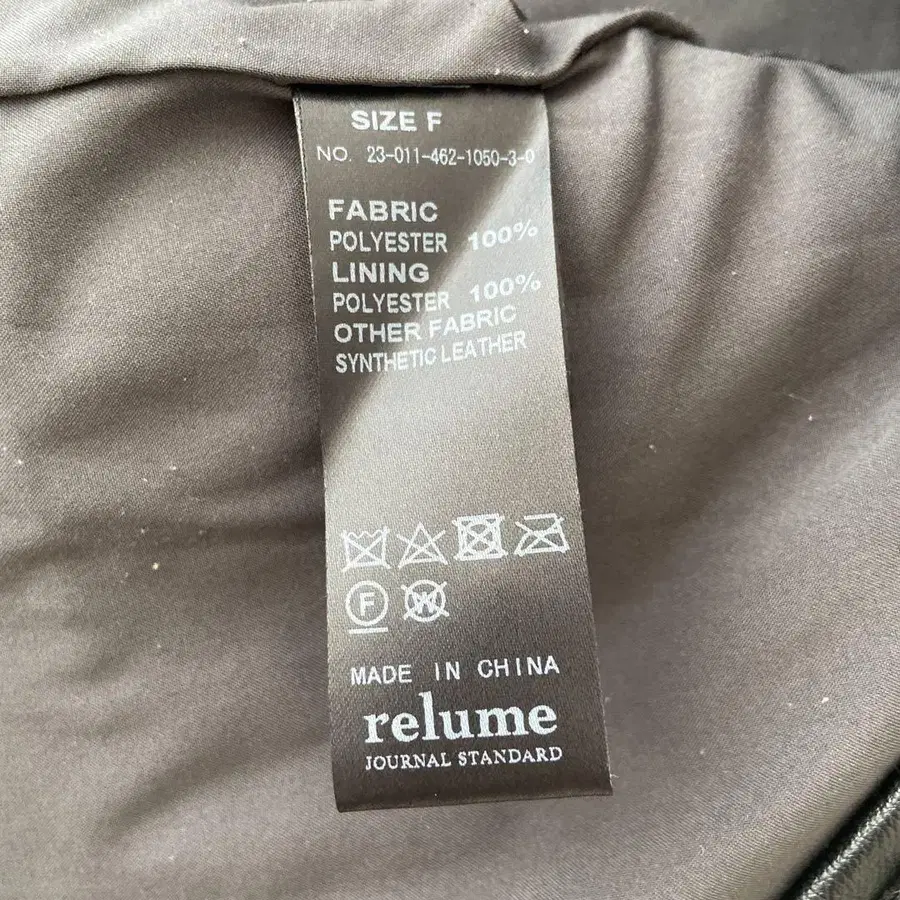 SIZE F
NO. 23-011-462-1050-3-0
FABRIC
POLYESTER 100%
LINING
POLYESTER 100%
OTHER FABRIC
SYNTHETIC LEATHER
F W
MADE IN CHINA
relume
JOURNAL STANDARD